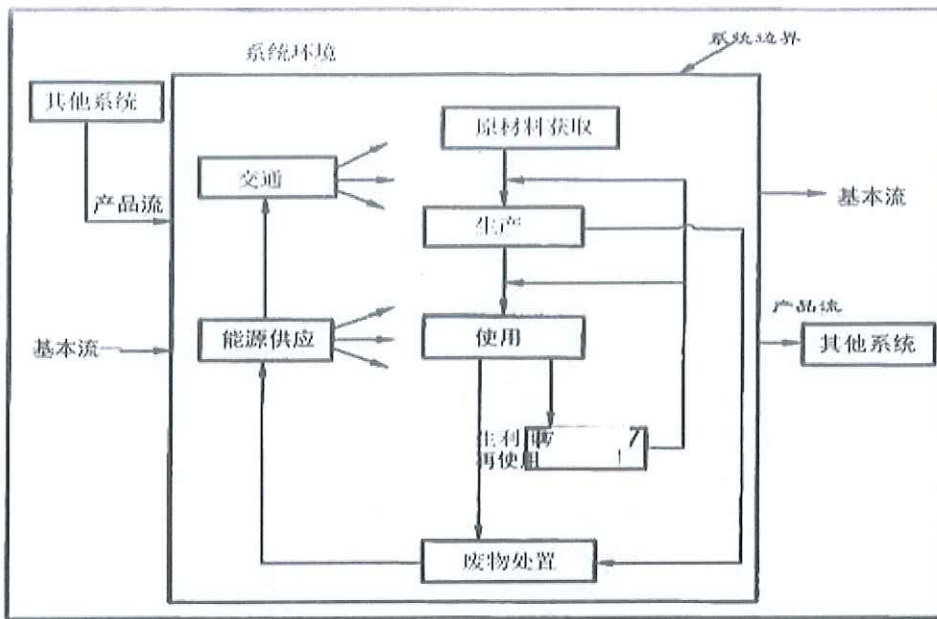 系统环境
系统边界
其他系统
原材料获取
交通
产品流
基本流
生产
产品流
能源供应
使用
基本流
其他系统
生利
再使用
废物处置